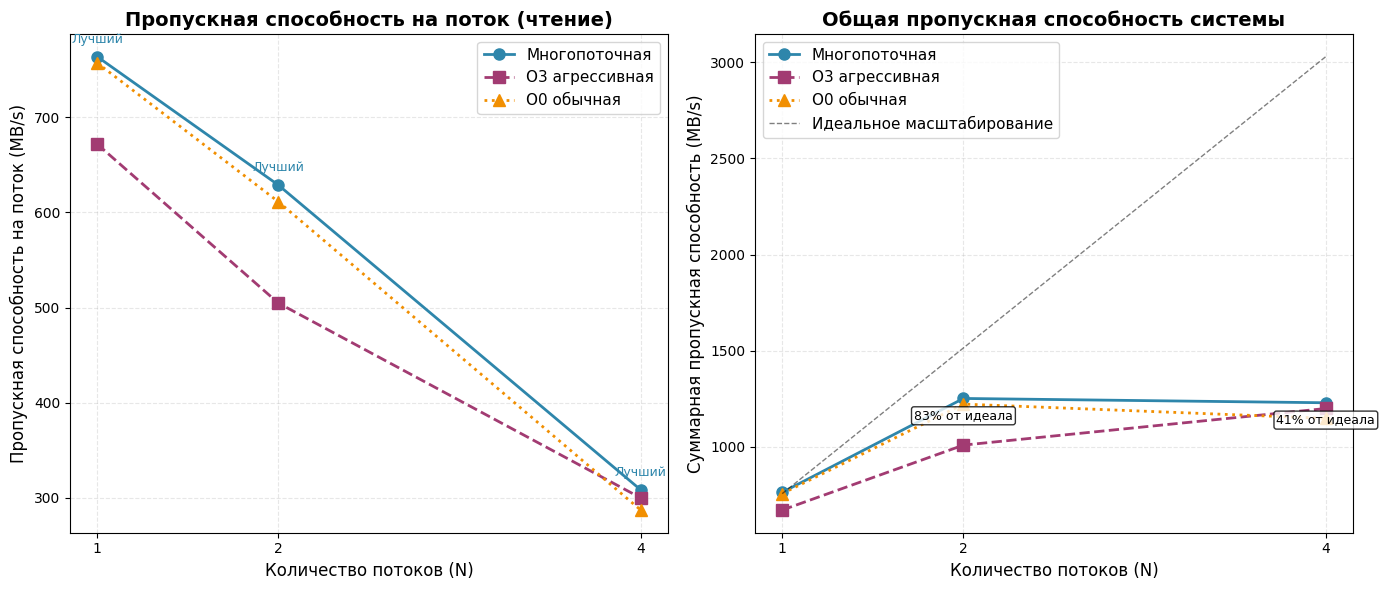 Пропускная способность на поток (чтение)
Пропускная способность на поток (MB/s)
700
600
500
400
300
Лучший
Лучший
Лучший
Многопоточная
O3 агрессивная
O0 обычная
1
2
4
Количество потоков (N)
Общая пропускная способность системы
Суммарная пропускная способность (MB/s)
3000
2500
2000
1500
1000
Многопоточная
O3 агрессивная
O0 обычная
Идеальное масштабирование
83% от идеала
41% от идеала
1
2
4
Количество потоков (N)